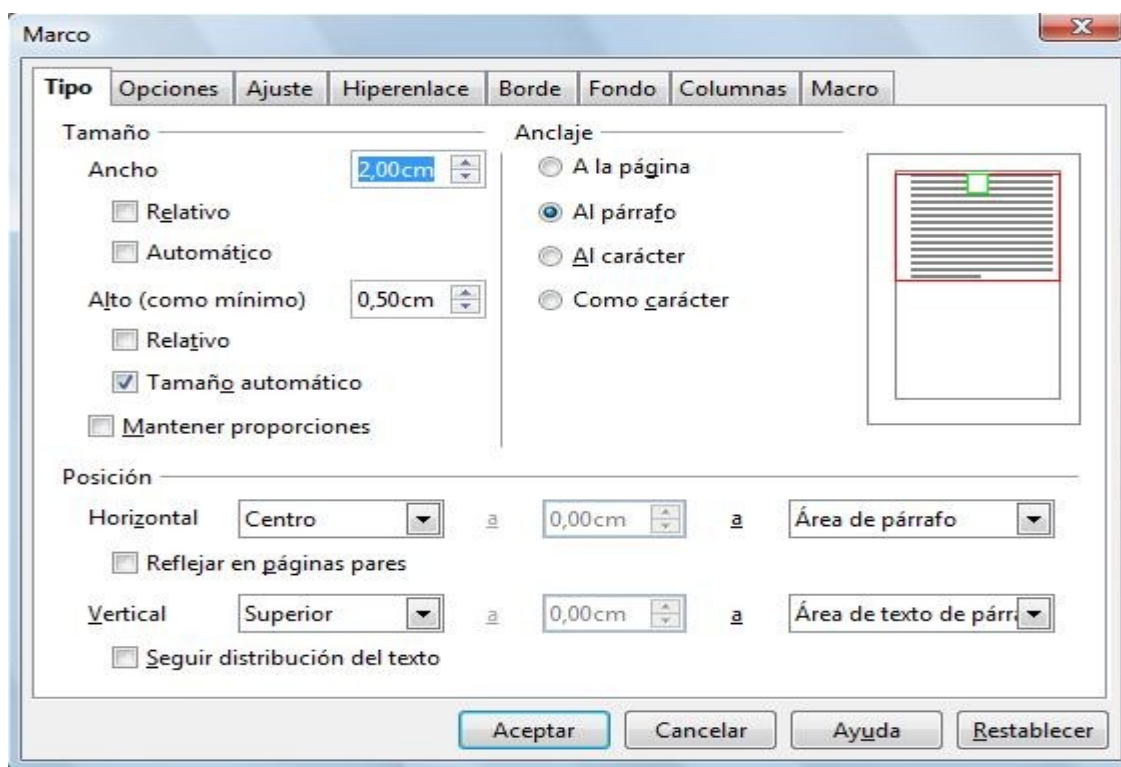 Marco
Tipo Opciones Ajuste Hiperenlace Borde Fondo Columnas Macro
Tamaño
Ancho 2,00cm
Relativo
Automático
Alto (como mínimo) 0,50cm
Relativo
Tamaño automático
Mantener proporciones
Anclaje
A la página
Al párrafo
Al carácter
Como carácter
Posición
Horizontal Centro a 0,00cm a Área de párrafo
Reflejar en páginas pares
Vertical Superior a 0,00cm a Área de texto de párra
Seguir distribución del texto
Aceptar Cancelar Ayuda Restablecer